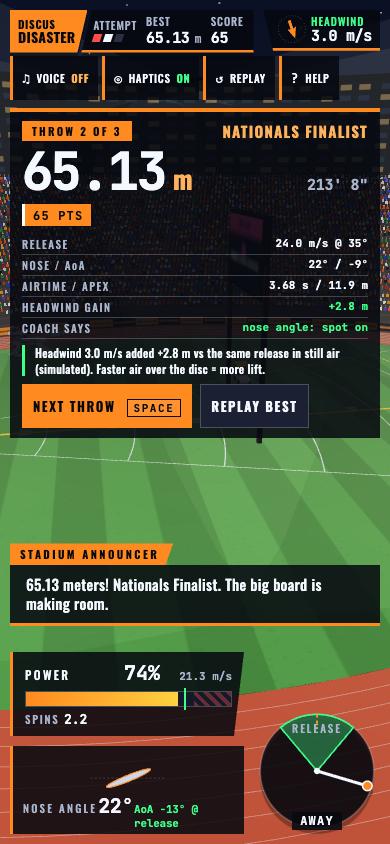 DISCUS
DISASTER
ATTEMPT
BEST
65.13 m
SCORE
65
HEADWIND
3.0 m/s
♫ VOICE OFF
◎ HAPTICS ON
↺ REPLAY
? HELP
THROW 2 OF 3
NATIONALS FINALIST
65.13 m
213' 8"
65 PTS
RELEASE 24.0 m/s @ 35°
NOSE / AoA 22° / -9°
AIRTIME / APEX 3.68 s / 11.9 m
HEADWIND GAIN +2.8 m
COACH SAYS nose angle: spot on
Headwind 3.0 m/s added +2.8 m vs the same release in still air
(simulated). Faster air over the disc = more lift.
NEXT THROW SPACE
REPLAY BEST
STADIUM ANNOUNCER
65.13 meters! Nationals Finalist. The big board is
making room.
POWER 74% 21.3 m/s
SPINS 2.2
NOSE ANGLE 22° AoA -13° @
release
RELEASE
AWAY